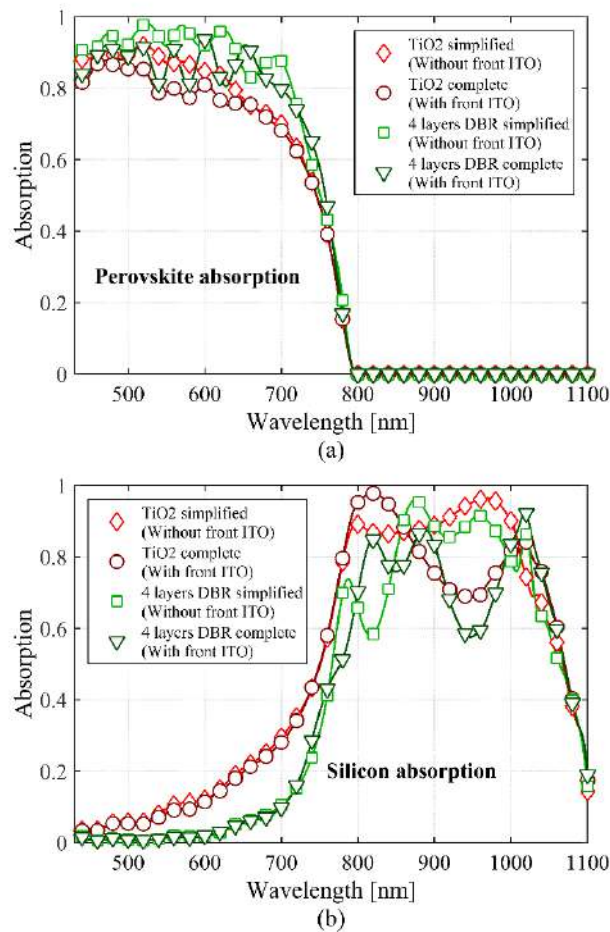 1
0.8
0.6
0.4
0.2
0
Absorption
TiO2 simplified
(Without front ITO)
TiO2 complete
(With front ITO)
4 layers DBR simplified
(Without front ITO)
4 layers DBR complete
(With front ITO)
Perovskite absorption
500 600 700 800 900 1000 1100
Wavelength [nm]
(a)
1
0.8
0.6
0.4
0.2
0
Absorption
TiO2 simplified
(Without front ITO)
TiO2 complete
(With front ITO)
4 layers DBR simplified
(Without front ITO)
4 layers DBR complete
(With front ITO)
Silicon absorption
500 600 700 800 900 1000 1100
Wavelength [nm]
(b)